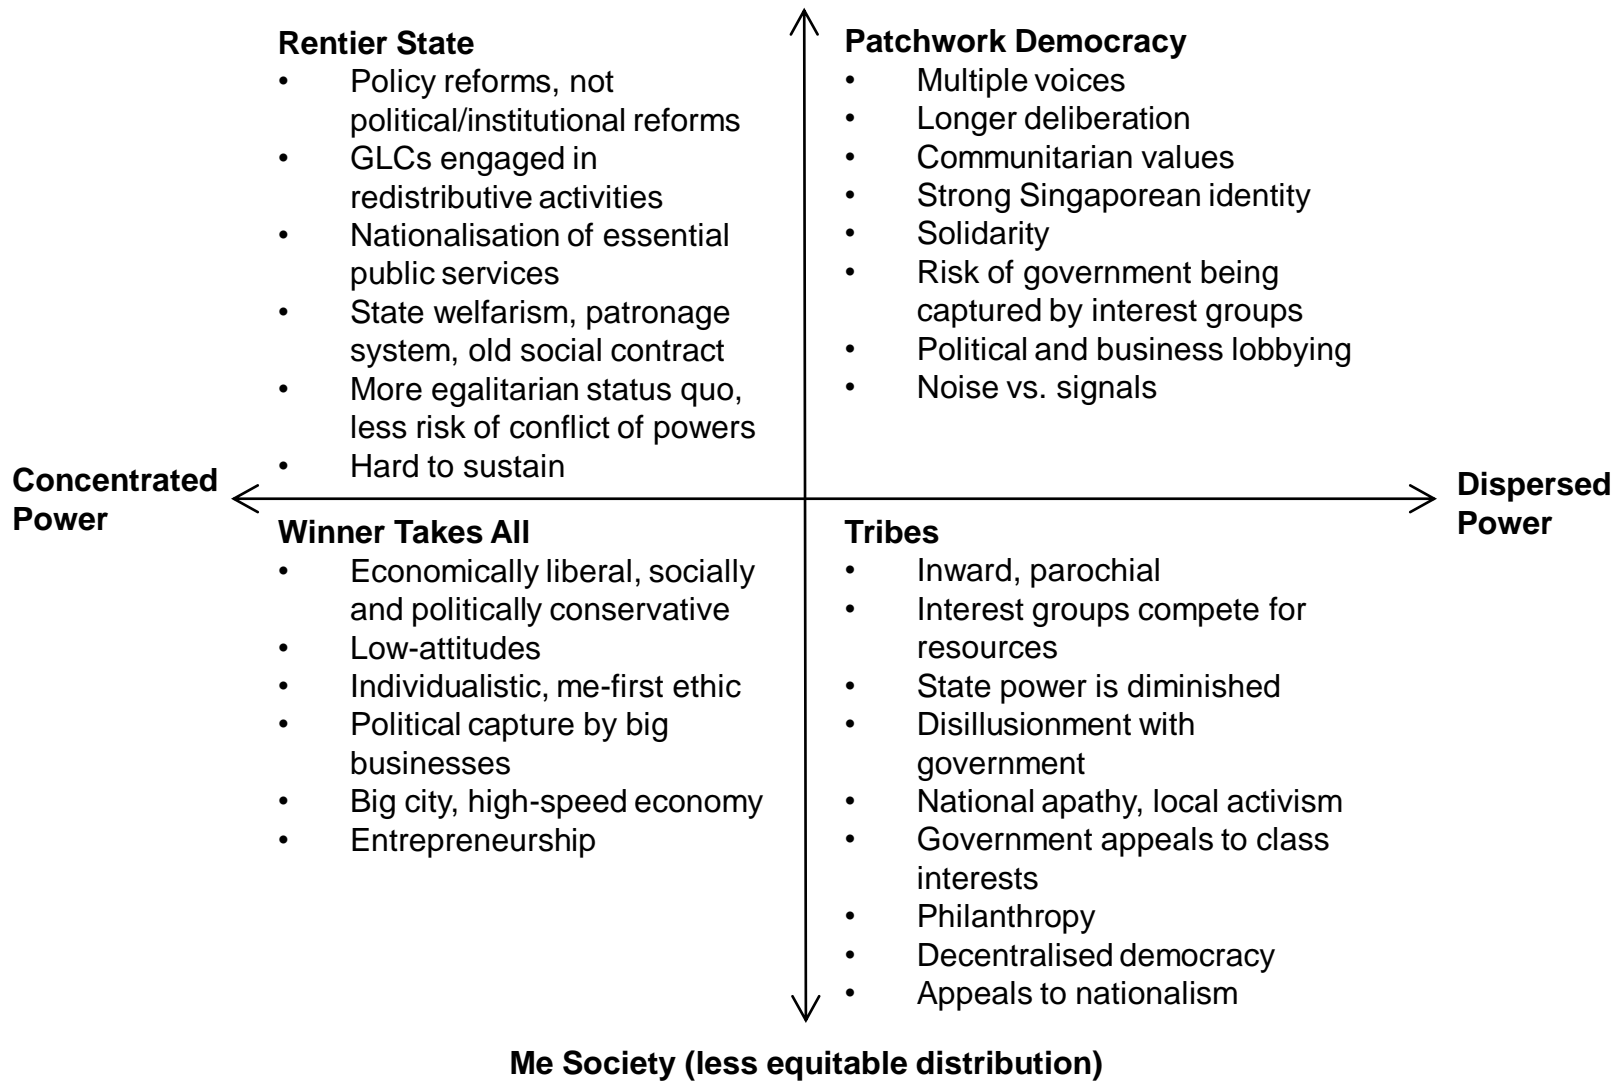 Rentier State
• Policy reforms, not
political/institutional reforms
• GLCs engaged in
redistributive activities
• Nationalisation of essential
public services
• State welfarism, patronage
system, old social contract
• More egalitarian status quo,
less risk of conflict of powers
• Hard to sustain
Patchwork Democracy
• Multiple voices
• Longer deliberation
• Communitarian values
• Strong Singaporean identity
• Solidarity
• Risk of government being
captured by interest groups
• Political and business lobbying
• Noise vs. signals
Concentrated
Power
Dispersed
Power
Winner Takes All
• Economically liberal, socially
and politically conservative
• Low-attitudes
• Individualistic, me-first ethic
• Political capture by big
businesses
• Big city, high-speed economy
• Entrepreneurship
Tribes
• Inward, parochial
• Interest groups compete for
resources
• State power is diminished
• Disillusionment with
government
• National apathy, local activism
• Government appeals to class
interests
• Philanthropy
• Decentralised democracy
• Appeals to nationalism
Me Society (less equitable distribution)